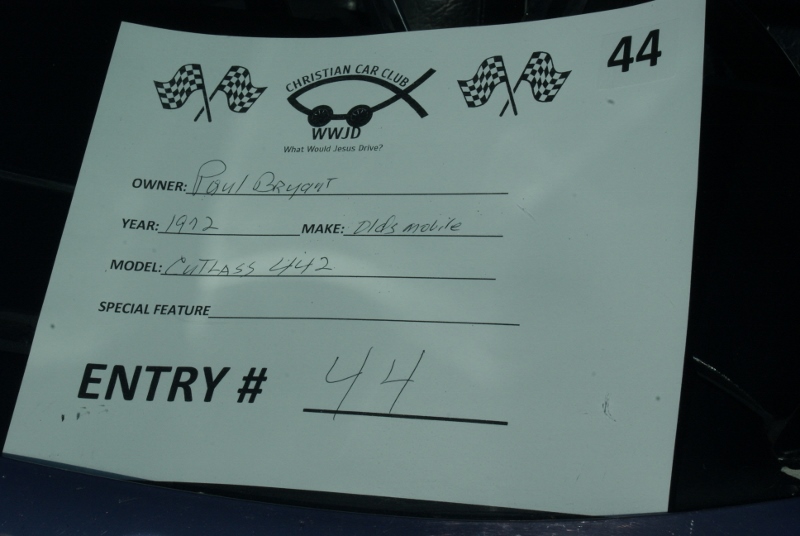 44
CHRISTIAN CAR CLUB
WWJD
What Would Jesus Drive?
OWNER: Paul Bryant
YEAR: 1972 MAKE: Oldsmobile
MODEL: CUTLASS 442
SPECIAL FEATURE
ENTRY # 44